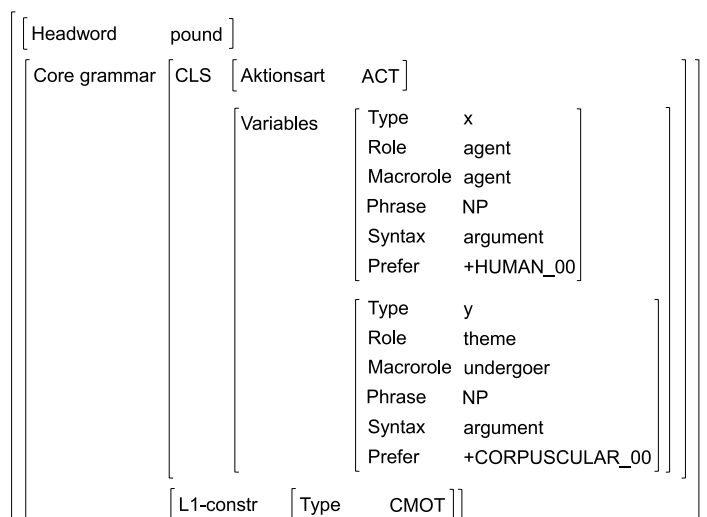 Headword pound
Core grammar CLS Aktionsart ACT
Variables Type x
Role agent
Macrorole agent
Phrase NP
Syntax argument
Prefer +HUMAN_00
Type y
Role theme
Macrorole undergoer
Phrase NP
Syntax argument
Prefer +CORPUSCULAR_00
L1-constr Type CMOT